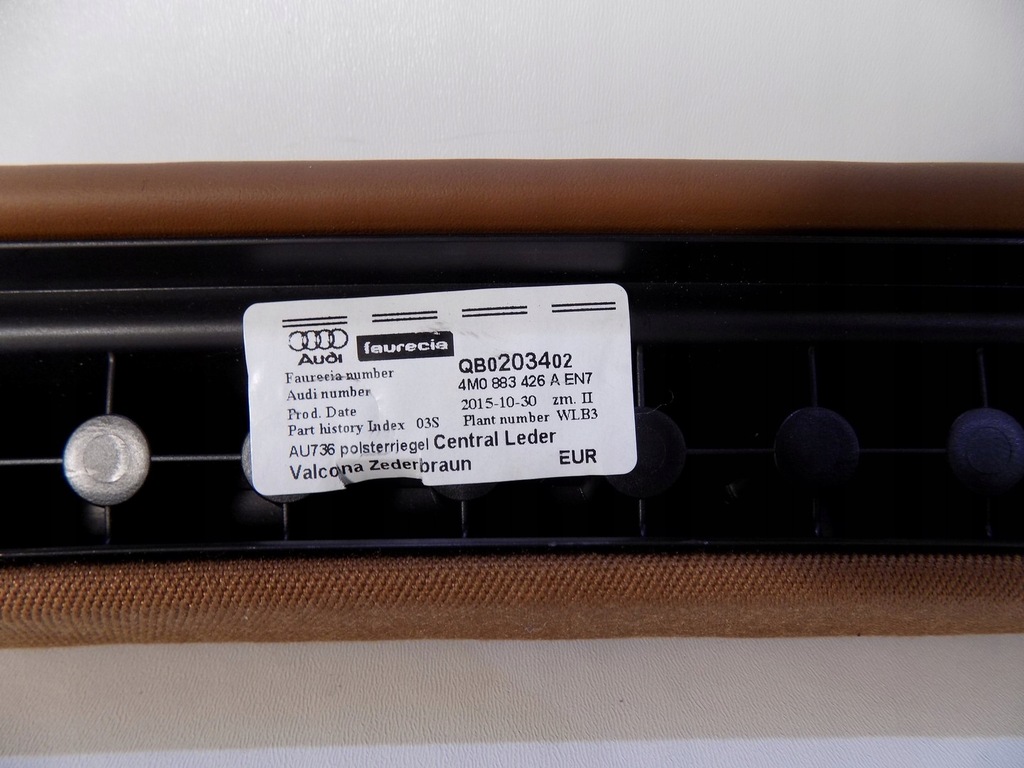 Audi faurecia
Faurecia number QB0203402
Audi number 4M0 883 426 A EN7
Prod. Date 2015-10-30 zm. II
Part history Index 03S Plant number WLB3
AU736 polsterrjegel Central Leder
Valcona Zederbraun EUR